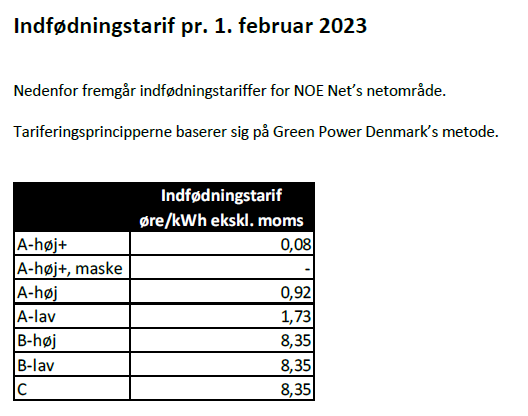 Indfødningstarif pr. 1. februar 2023
Nedenfor fremgår indfødningstariffer for NOE Net's netområde.
Tariferingsprincipperne baserer sig på Green Power Denmark's metode.
Indfødningstarif
øre/kWh ekskl. moms
A-høj+ 0,08
A-høj+, maske -
A-høj 0,92
A-lav 1,73
B-høj 8,35
B-lav 8,35
C 8,35